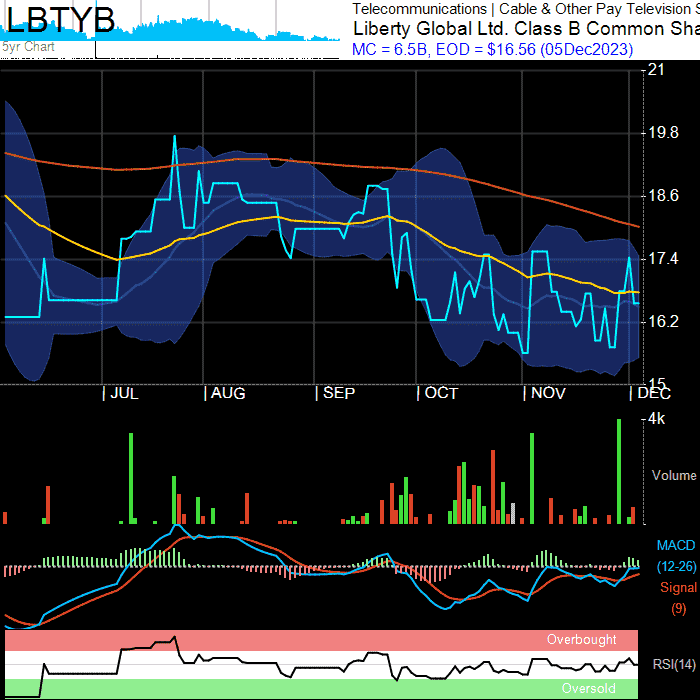 LBTYB
5yr Chart
Telecommunications | Cable & Other Pay Television S
Liberty Global Ltd. Class B Common Sha
MC = 6.5B, EOD = $16.56 (05Dec2023)
21
19.8
18.6
17.4
16.2
15
JUL AUG SEP OCT NOV DEC
4k
Volume
MACD
(12-26)
Signal
(9)
Overbought
RSI(14)
Oversold